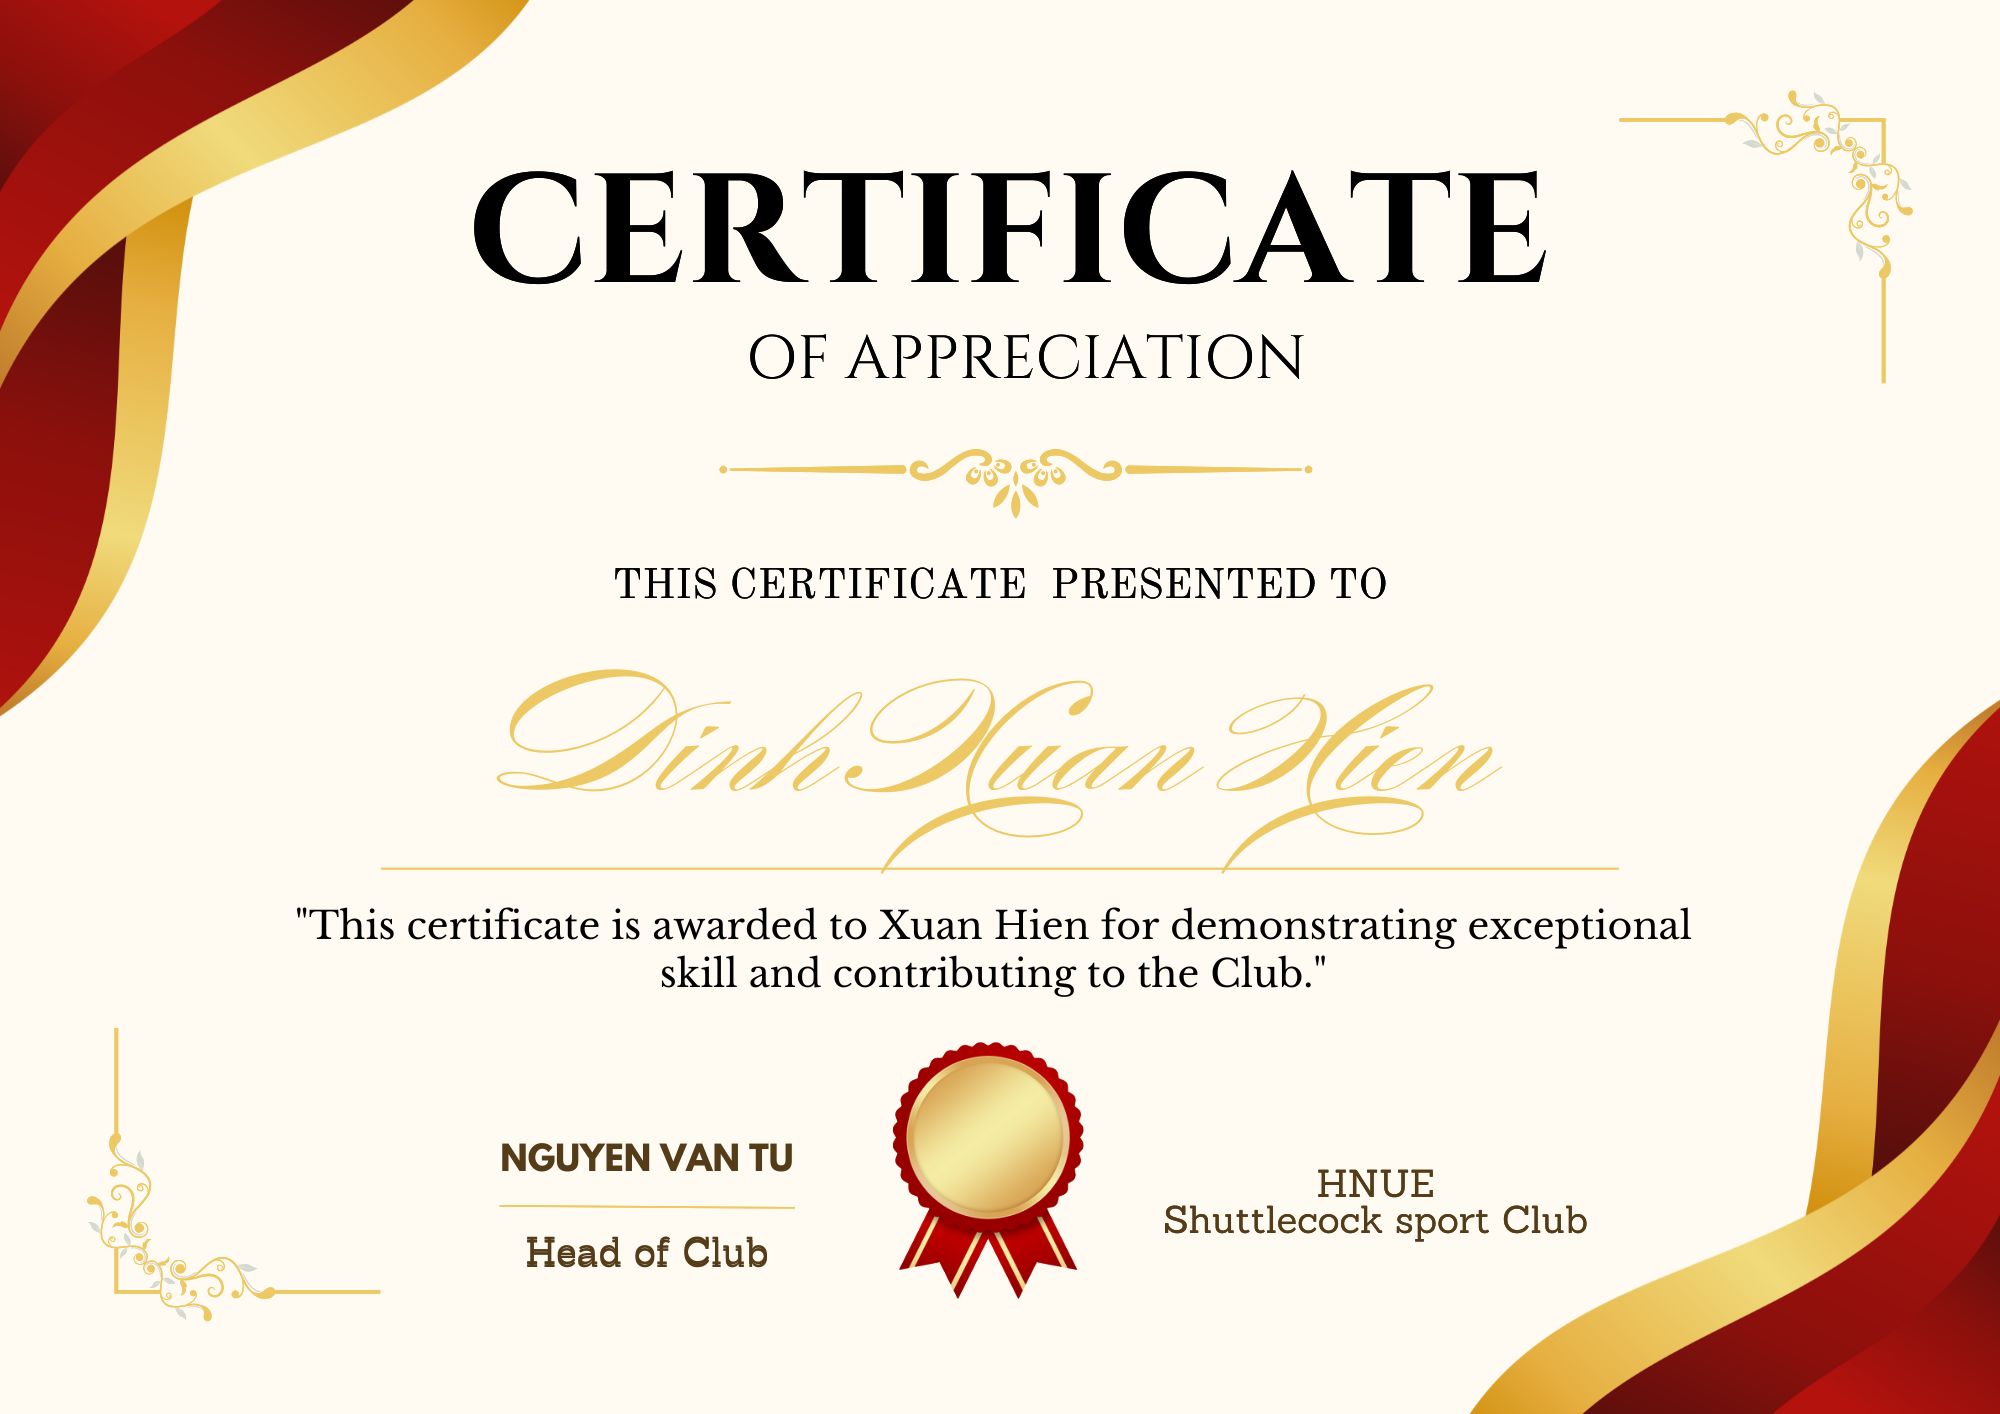 CERTIFICATE
OF APPRECIATION
THIS CERTIFICATE PRESENTED TO
Dinh Xuan Hien
"This certificate is awarded to Xuan Hien for demonstrating exceptional
skill and contributing to the Club."
NGUYEN VAN TU
Head of Club
HNUE
Shuttlecock sport Club